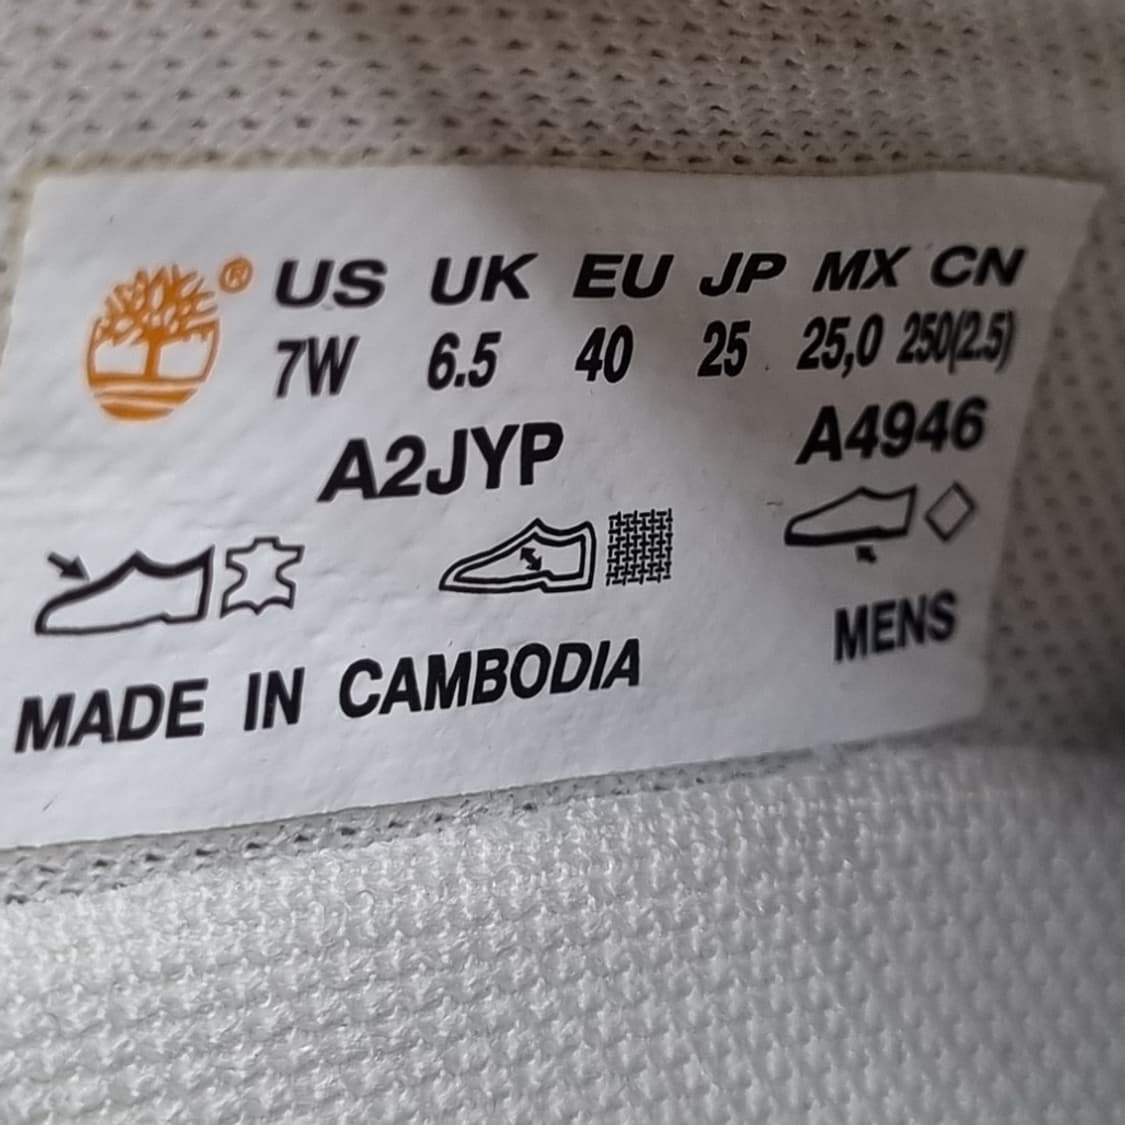 ® US UK EU JP MX CN
7W 6.5 40 25 25,0 250(2.5)
A2JYP A4946
MENS
MADE IN CAMBODIA